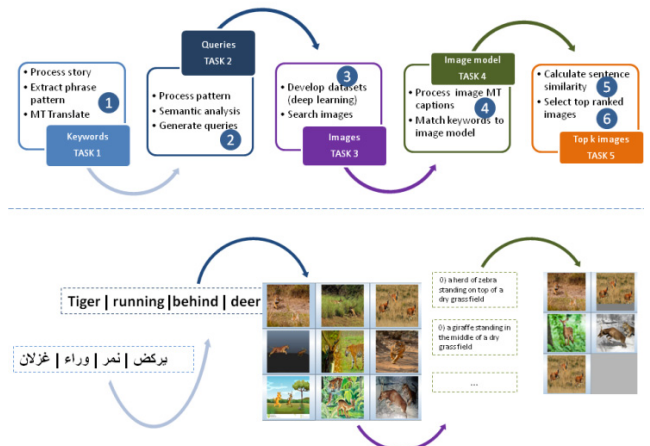 • Process story
• Extract phrase
pattern
• MT Translate
1
Keywords
TASK 1
Queries
TASK 2
• Process pattern
• Semantic analysis
• Generate queries
2
3
• Develop datasets
(deep learning)
• Search images
Images
TASK 3
Image model
TASK 4
• Process image MT
captions
4
• Match keywords to
image model
• Calculate sentence
similarity
5
• Select top ranked
images
6
Top k images
TASK 5
Tiger | running |behind | deer
يركض | نمر | وراء | غزلان
0) a herd of zebra
standing on top of a
dry grass field
0) a giraffe standing in
the middle of a dry
grass field
...